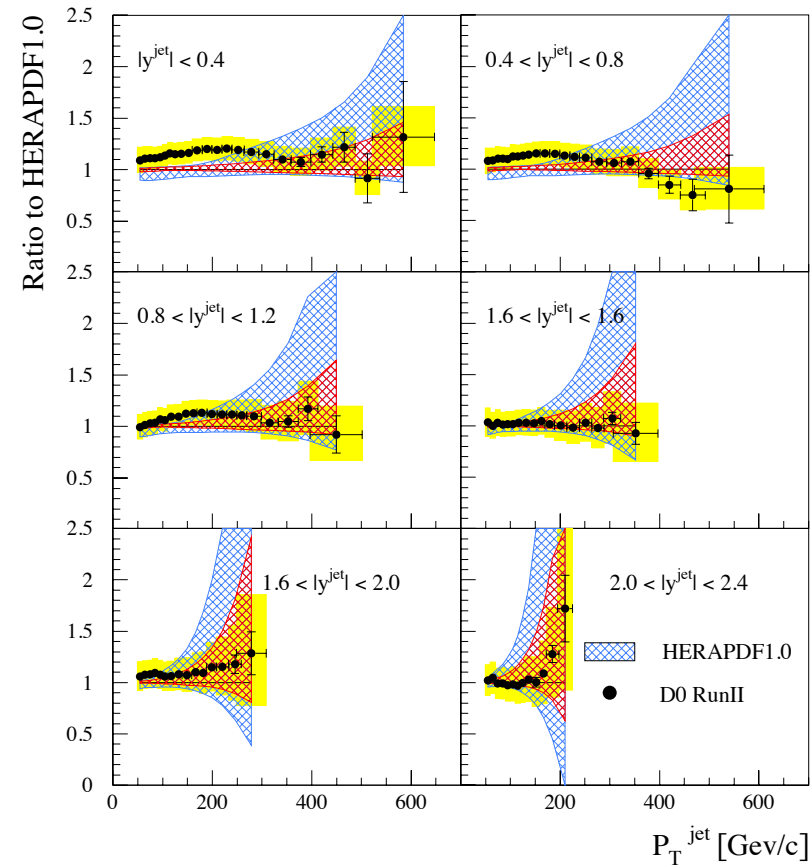 Ratio to HERAPDF1.0
2.5
2
1.5
1
0.5
|y^jet| < 0.4
0.4 < |y^jet| < 0.8
2.5
2
1.5
1
0.5
0.8 < |y^jet| < 1.2
1.6 < |y^jet| < 1.6
2.5
2
1.5
1
0.5
0
1.6 < |y^jet| < 2.0
2.0 < |y^jet| < 2.4
HERAPDF1.0
D0 RunII
0 200 400 600 200 400 600
P_T^jet [Gev/c]